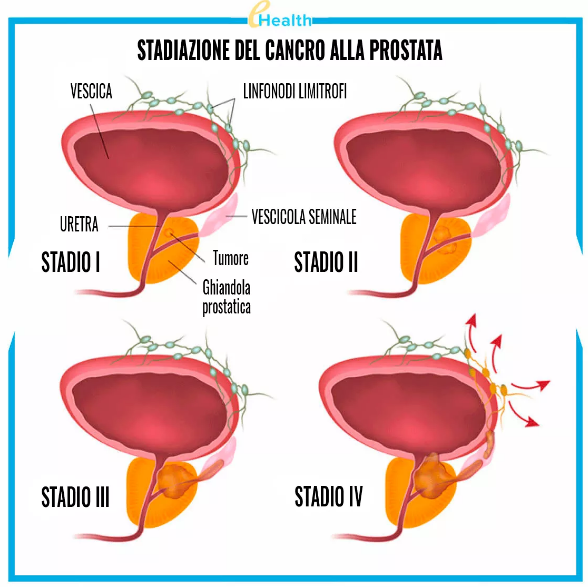 eHealth
STADIAZIONE DEL CANCRO ALLA PROSTATA
VESCICA
LINFONODI LIMITROFI
URETRA
VESCICOLA SEMINALE
STADIO I
Tumore
Ghiandola
prostatica
STADIO II
STADIO III
STADIO IV